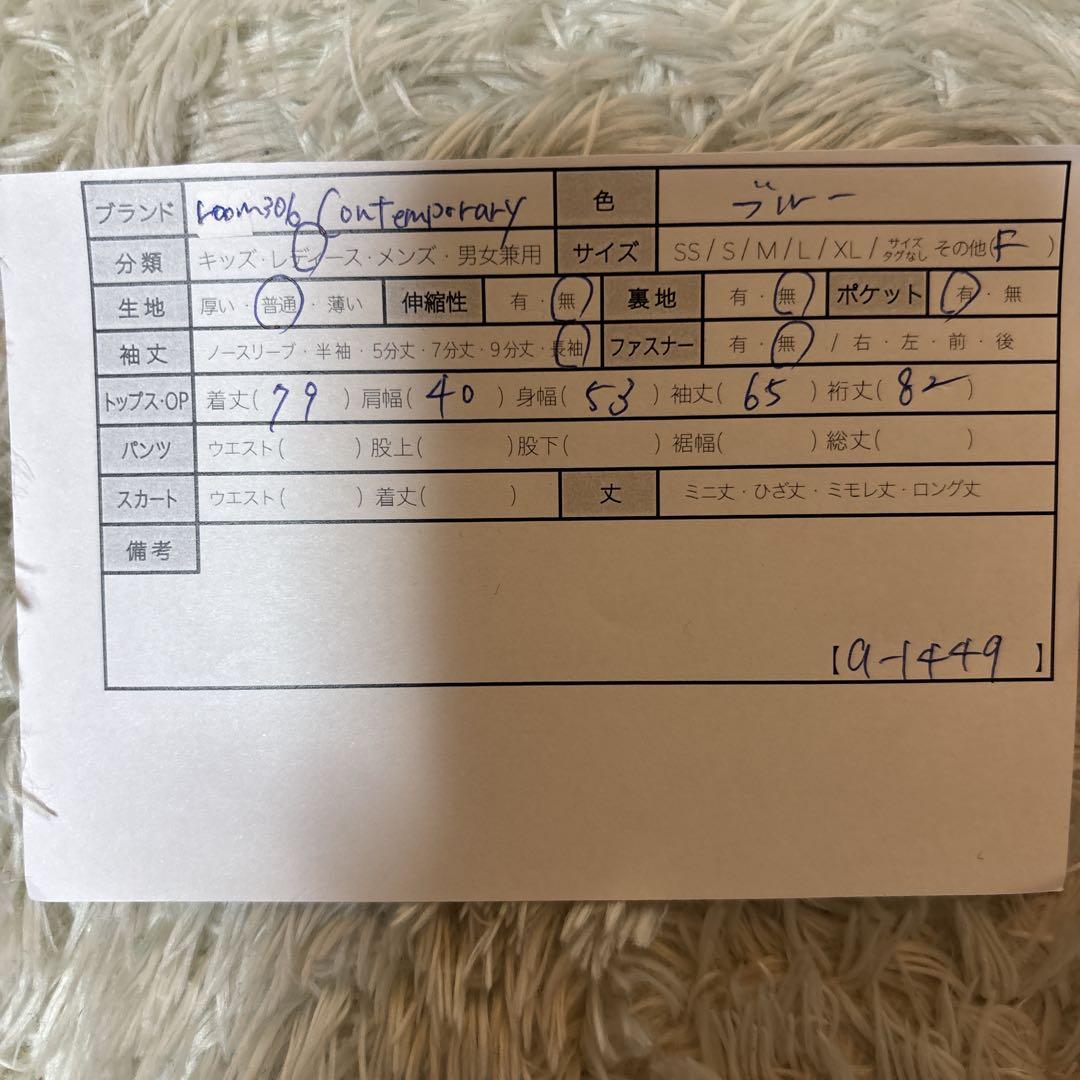 ブランド room306 Contemporary 色 ブルー
分類 キッズ・レディース・メンズ・男女兼用 サイズ SS / S / M / L / XL / サイズタグなし その他(F)
生地 厚い・普通・薄い 伸縮性 有・無 裏地 有・無 ポケット 有・無
袖丈 ノースリーブ・半袖・5分丈・7分丈・9分丈・長袖 ファスナー 有・無 / 右・左・前・後
トップス・OP 着丈(79) 肩幅(40) 身幅(53) 袖丈(65) 裄丈(82)
パンツ ウエスト( ) 股上( ) 股下( ) 裾幅( ) 総丈( )
スカート ウエスト( ) 着丈( ) 丈 ミニ丈・ひざ丈・ミモレ丈・ロング丈
備考
【a-1449】